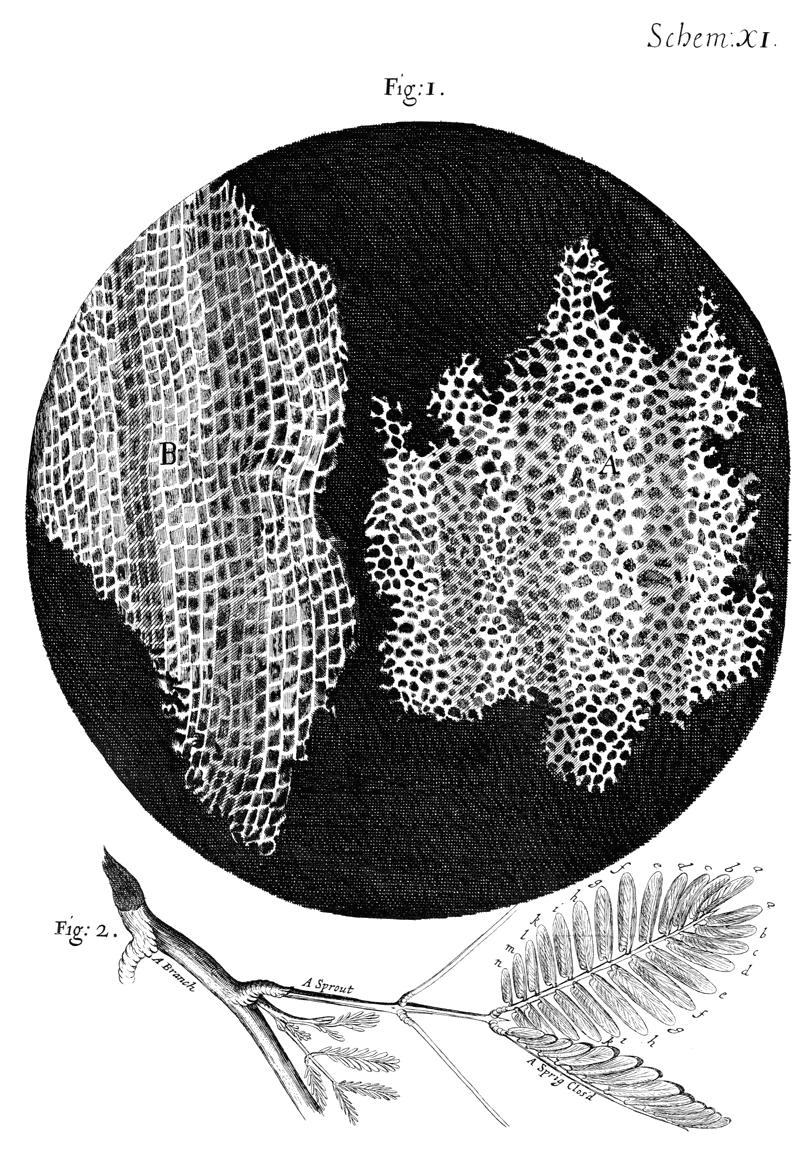 Schem: XI.
Fig: 1.
B
A
Fig: 2.
A Branch
A Sprout
A Sprig Clos'd
n m l k i h g f e d c b a
a b c d e f g h i k